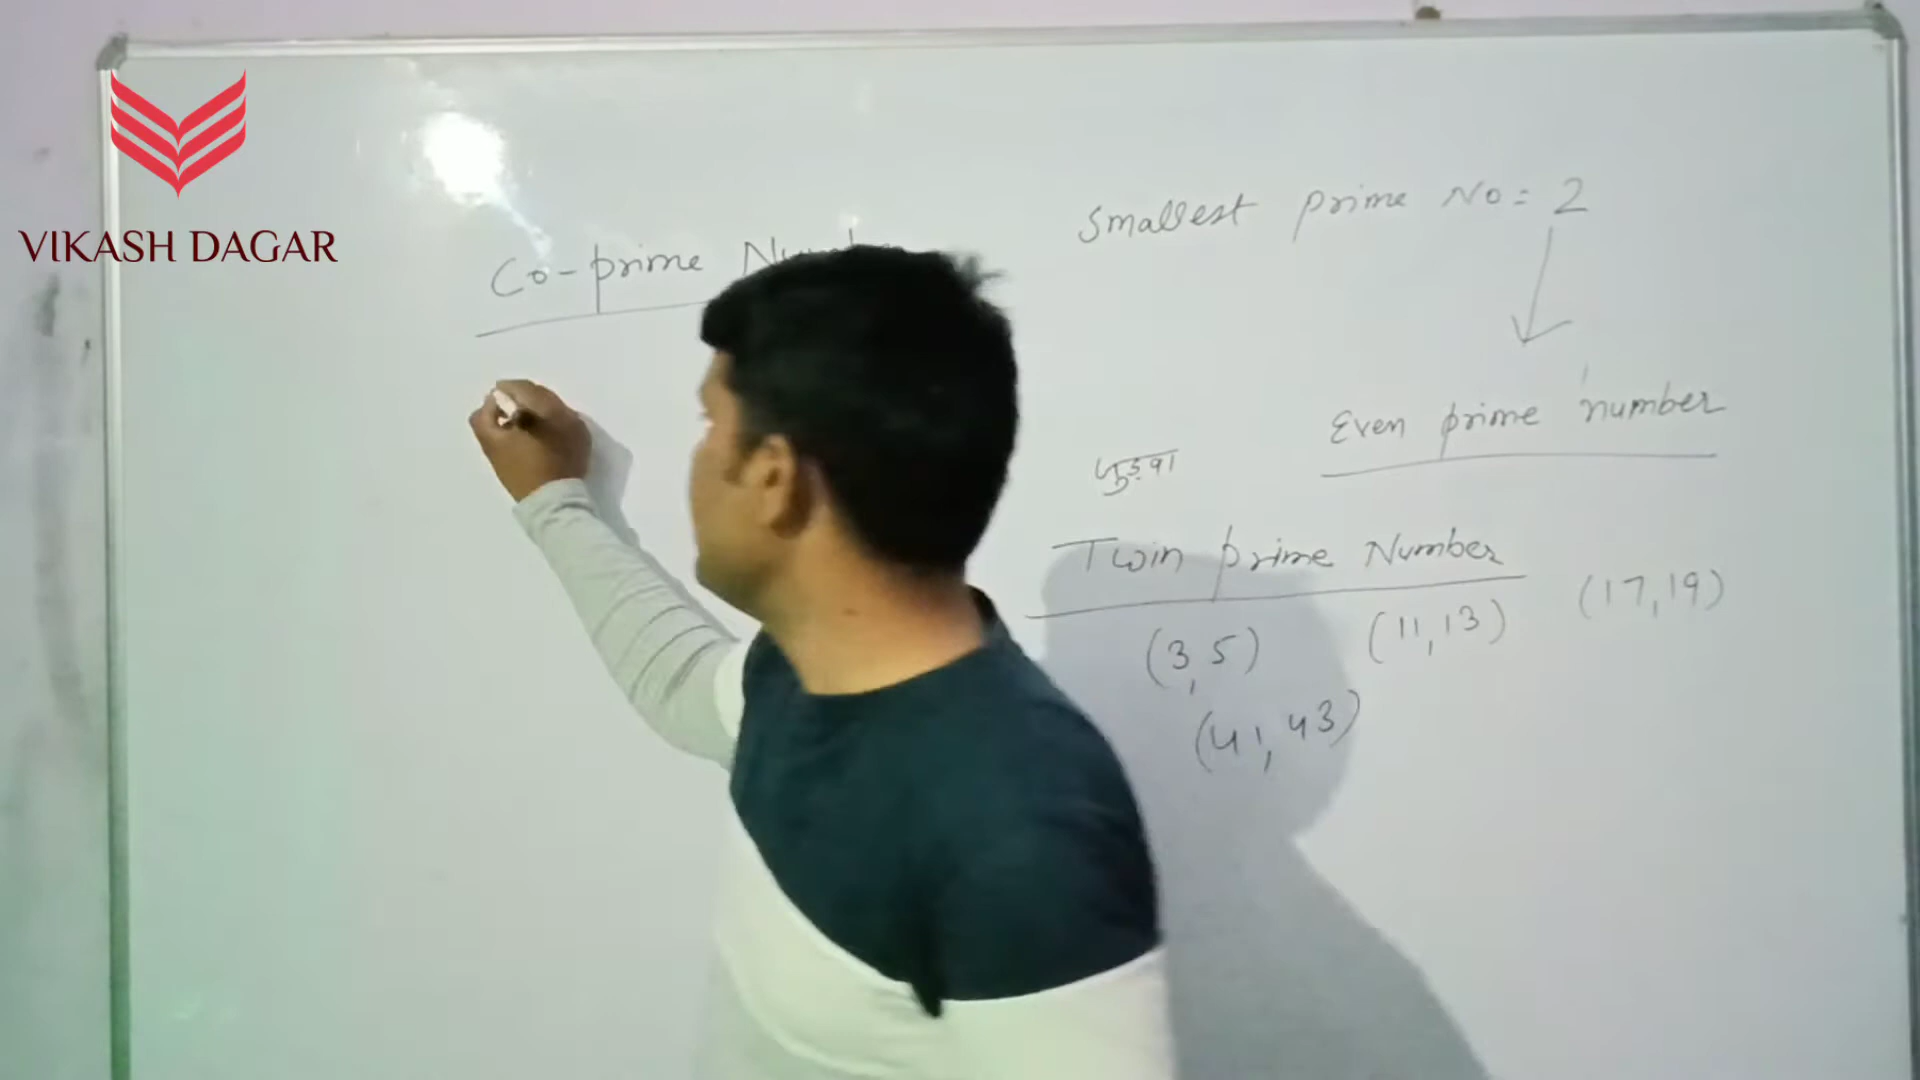 VIKASH DAGAR
Co-prime
Smallest prime No = 2
Even prime number
जुड़वा
Twin prime Number
(3, 5) (11, 13) (17, 19)
(41, 43)